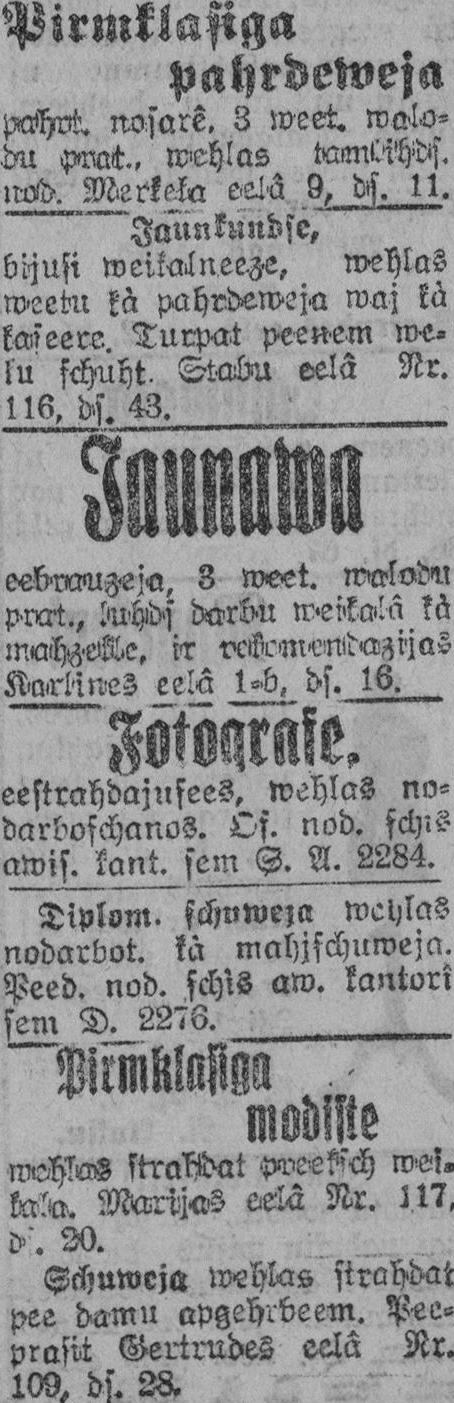 Pirmklasiga
pahrdeweja
pahrt. nosarê, 3 weet. walo=
du prat., wehlas
nod. Merkela eelâ 9, ds. 11.
Jaunkundse,
bijusi weikalneeze, wehlas
weetu kà pahrdeweja waj kà
kaseere. Turpat peenem we=
lu schuht. Stabu eelâ Nr.
116, ds. 43.
Jaunawa
eebrauzeja, 3 weet. walodu
prat., luhds darbu weikalâ kà
mahzekle, ir rekomendazijas
Karlines eelâ 1=b, ds. 16.
Fotografe,
eestrahdajusees, wehlas no=
darboschanos. Of. nod. schis
awis. kant. sem S. A. 2284.
Diplom. schuweja wehlas
nodarbot. kà mahjschuweja.
Peed. nod. schis aw. kantorî
sem D. 2276.
Pirmklasiga
modiste
wehlas strahdat preeksch wei=
kala. Marijas eelâ Nr. 117,
ds. 20.
Schuweja wehlas strahdat
pee damu apgehrbeem. Pee=
prasit Gertrudes eelâ Nr.
109, ds. 28.